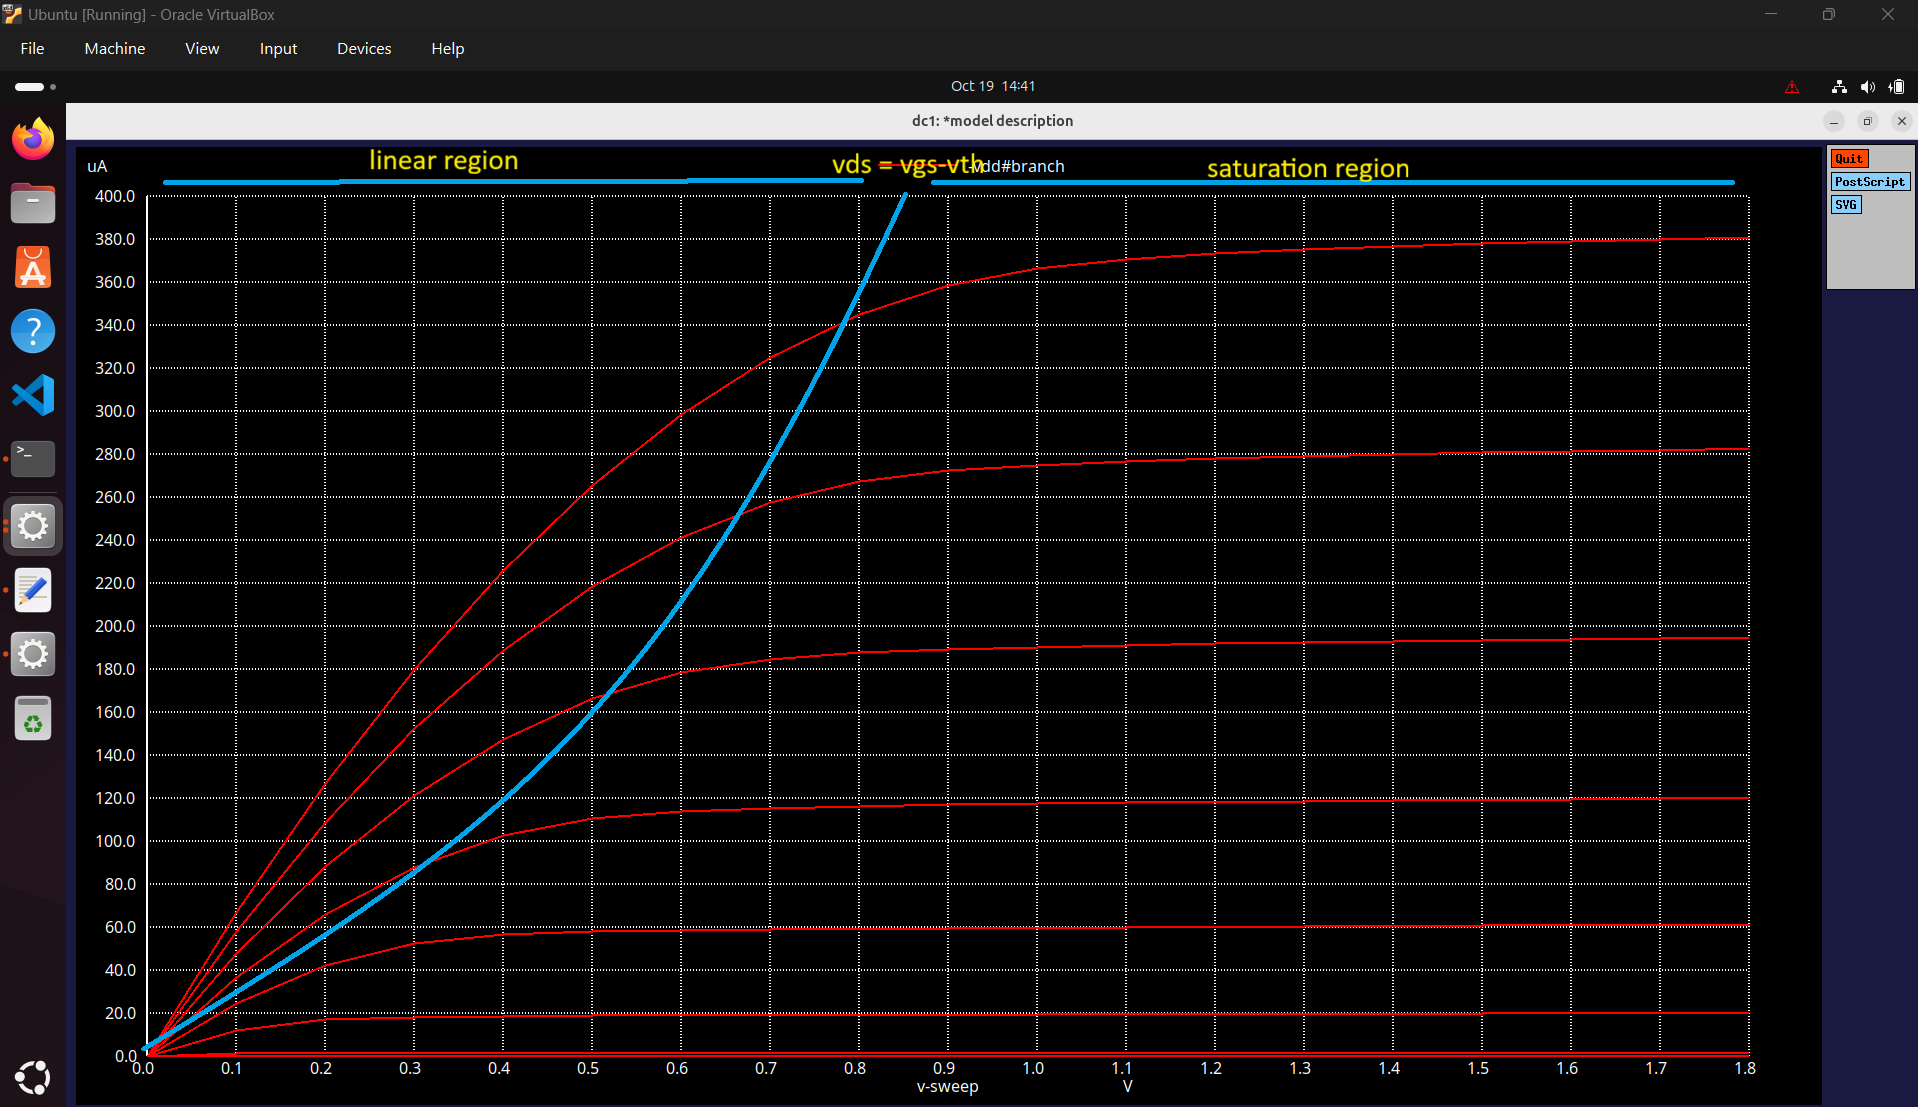 Ubuntu [Running] - Oracle VirtualBox
File Machine View Input Devices Help
Oct 19 14:41
dc1: *model description
uA
linear region
vds = vgs-vth
-vdd#branch
saturation region
Quit
PostScript
SVG
400.0
380.0
360.0
340.0
320.0
300.0
280.0
260.0
240.0
220.0
200.0
180.0
160.0
140.0
120.0
100.0
80.0
60.0
40.0
20.0
0.0
0.0 0.1 0.2 0.3 0.4 0.5 0.6 0.7 0.8 0.9 1.0 1.1 1.2 1.3 1.4 1.5 1.6 1.7 1.8
v-sweep V